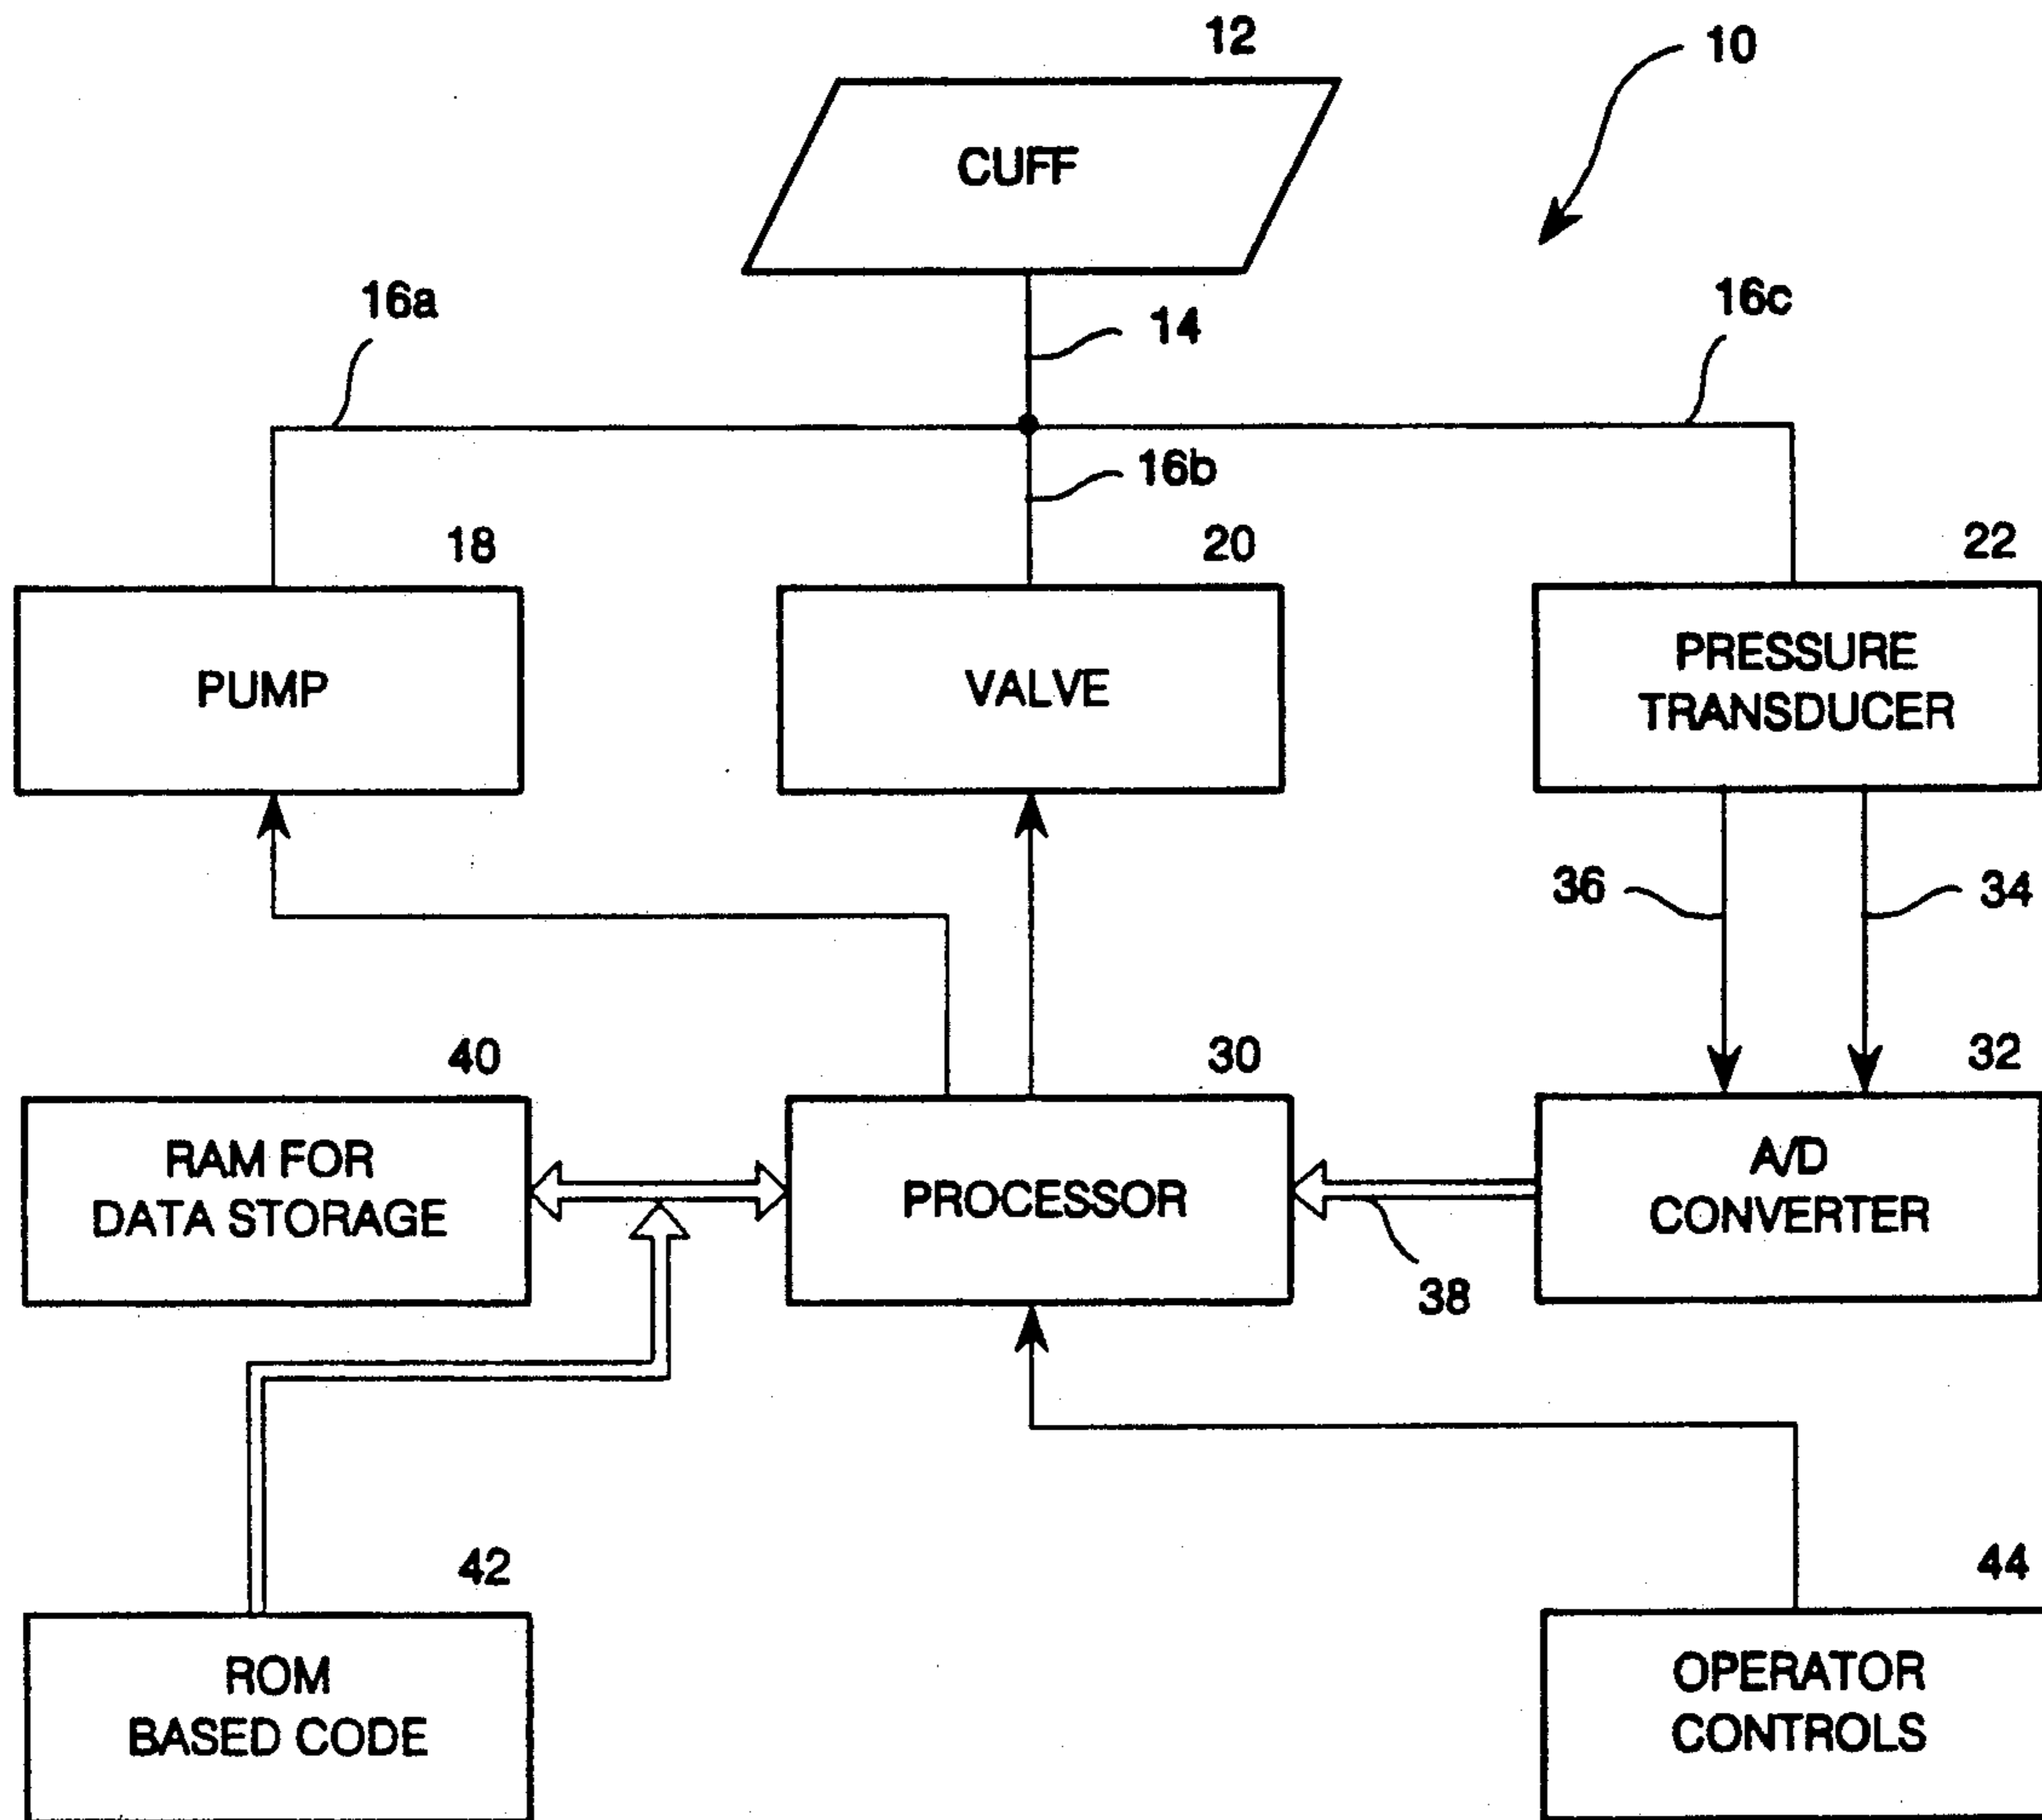 12
10
CUFF
16a
14
16c
16b
18
20
22
PUMP
VALVE
PRESSURE
TRANSDUCER
36
34
40
30
32
RAM FOR
DATA STORAGE
PROCESSOR
A/D
CONVERTER
38
42
44
ROM
BASED CODE
OPERATOR
CONTROLS